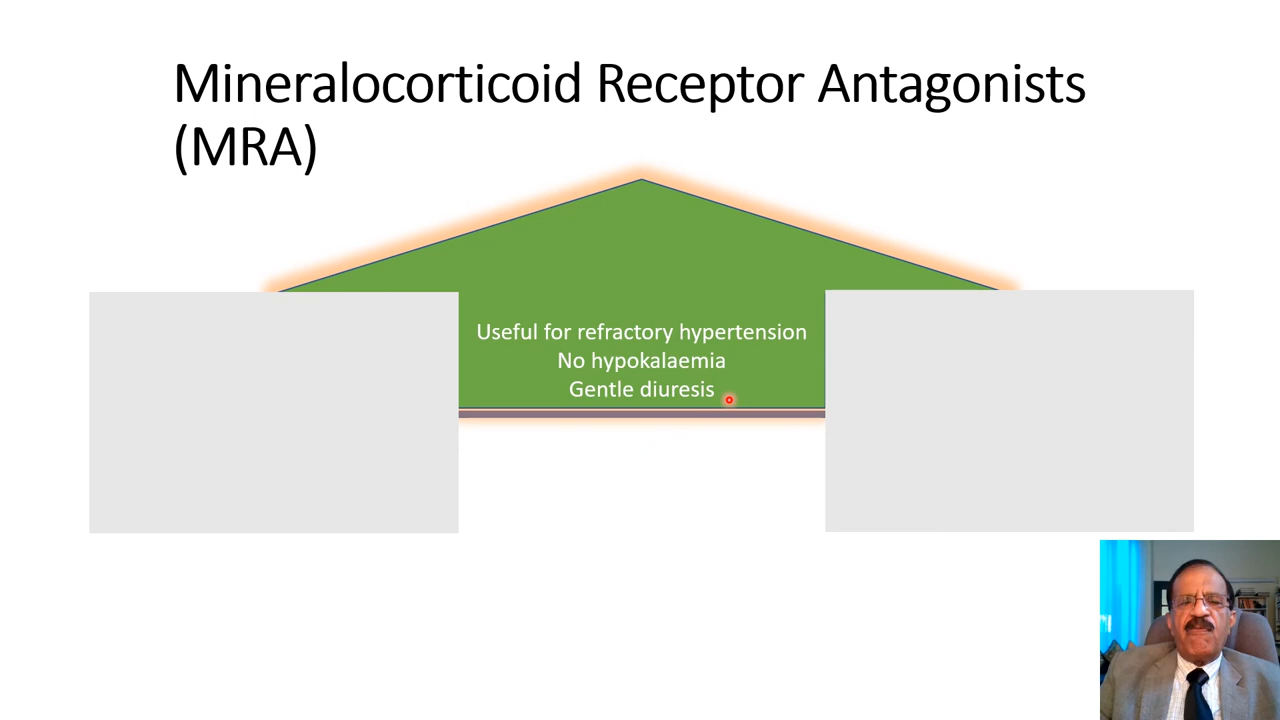 Mineralocorticoid Receptor Antagonists
(MRA)
Useful for refractory hypertension
No hypokalaemia
Gentle diuresis